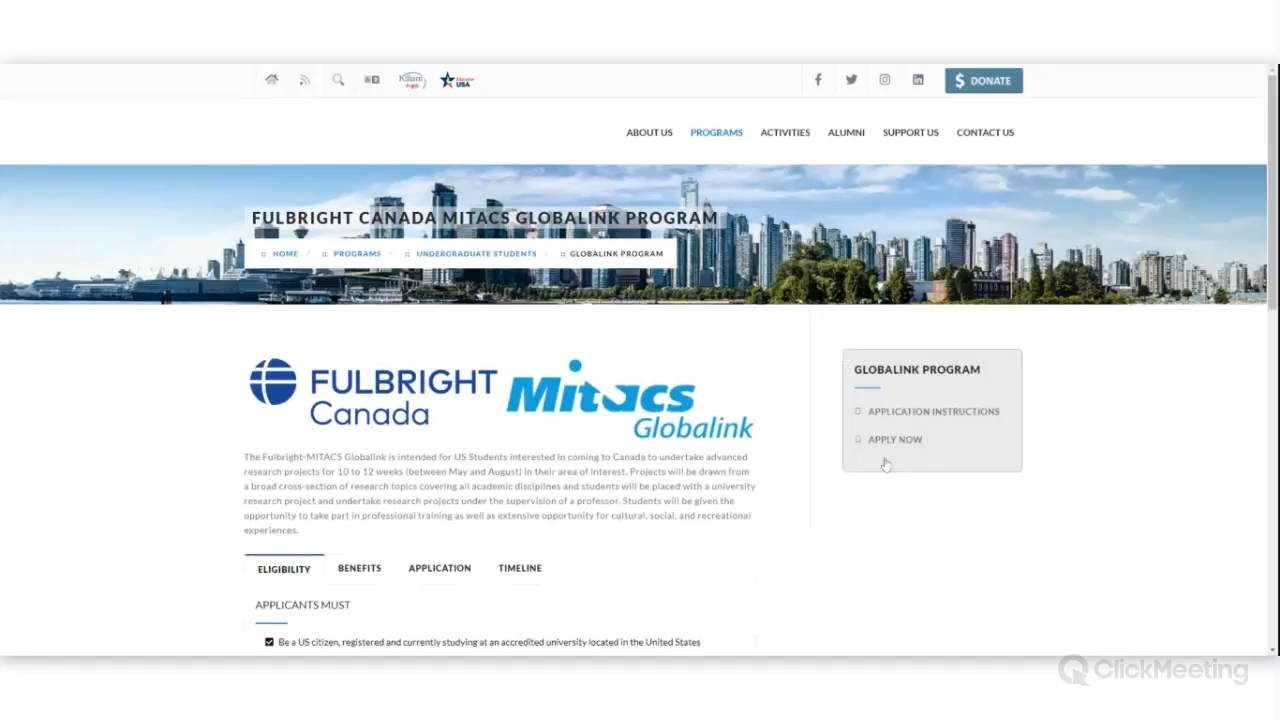 Killam
USA
DONATE
ABOUT US PROGRAMS ACTIVITIES ALUMNI SUPPORT US CONTACT US
FULBRIGHT CANADA MITACS GLOBALINK PROGRAM
:: HOME / :: PROGRAMS / :: UNDERGRADUATE STUDENTS / :: GLOBALINK PROGRAM
FULBRIGHT
Canada
Mitacs
Globalink
The Fulbright-MITACS Globalink is intended for US Students interested in coming to Canada to undertake advanced
research projects for 10 to 12 weeks (between May and August) in their area of interest. Projects will be drawn from
a broad cross-section of research topics covering all academic disciplines and students will be placed with a university
research project and undertake research projects under the supervision of a professor. Students will be given the
opportunity to take part in professional training as well as extensive opportunity for cultural, social, and recreational
experiences.
ELIGIBILITY BENEFITS APPLICATION TIMELINE
APPLICANTS MUST
Be a US citizen, registered and currently studying at an accredited university located in the United States
GLOBALINK PROGRAM
APPLICATION INSTRUCTIONS
APPLY NOW
ClickMeeting